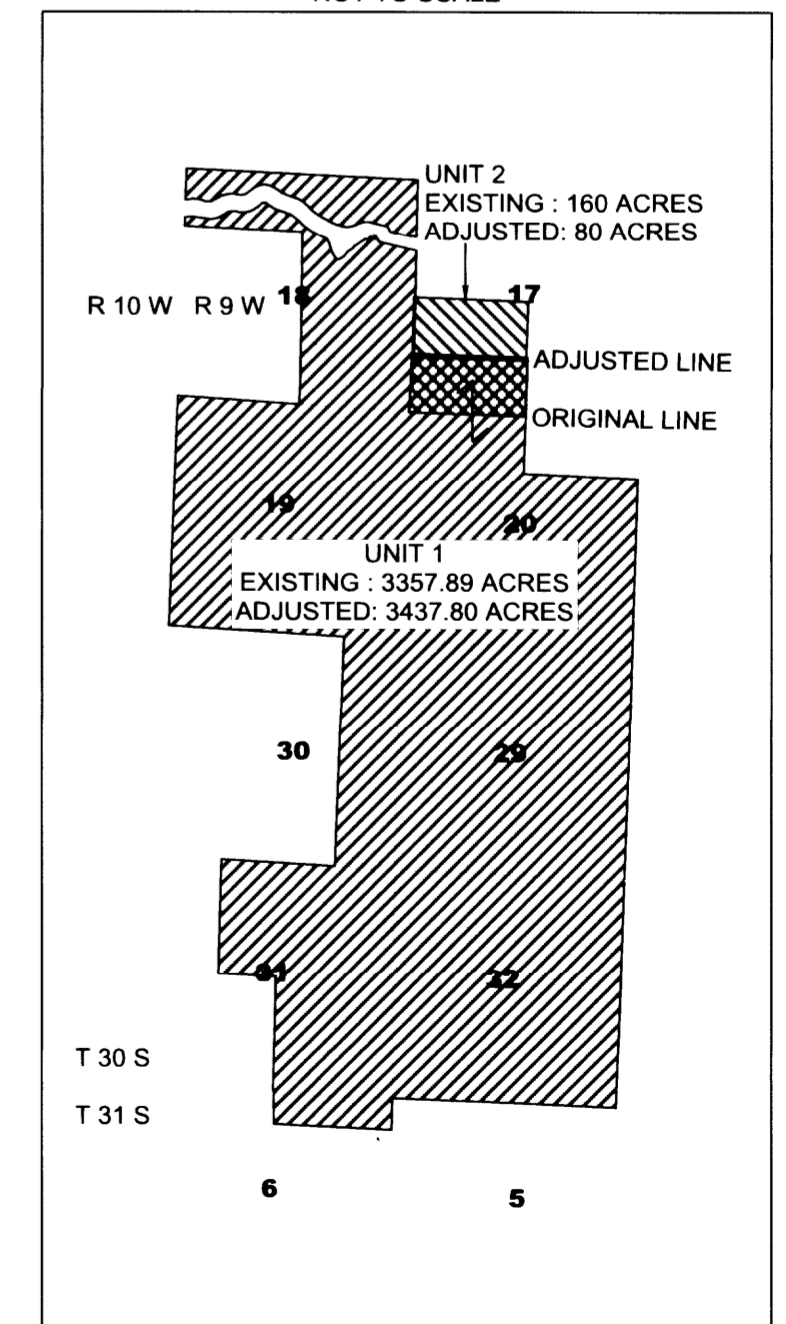 UNIT 2
EXISTING : 160 ACRES
ADJUSTED: 80 ACRES
18
17
R 10 W R 9 W
ADJUSTED LINE
ORIGINAL LINE
19
20
UNIT 1
EXISTING : 3357.89 ACRES
ADJUSTED: 3437.80 ACRES
30
29
31
32
T 30 S
T 31 S
6
5